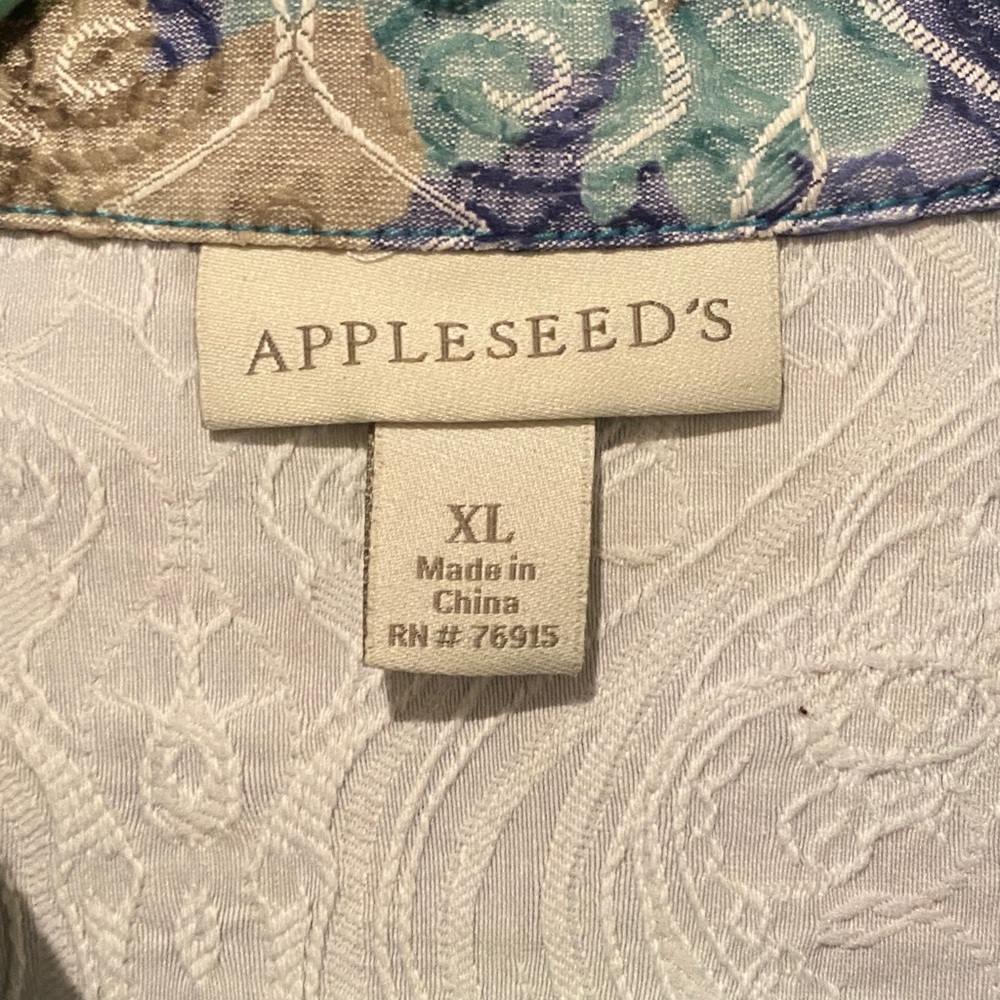 APPLESEED'S
XL
Made in
China
RN # 76915